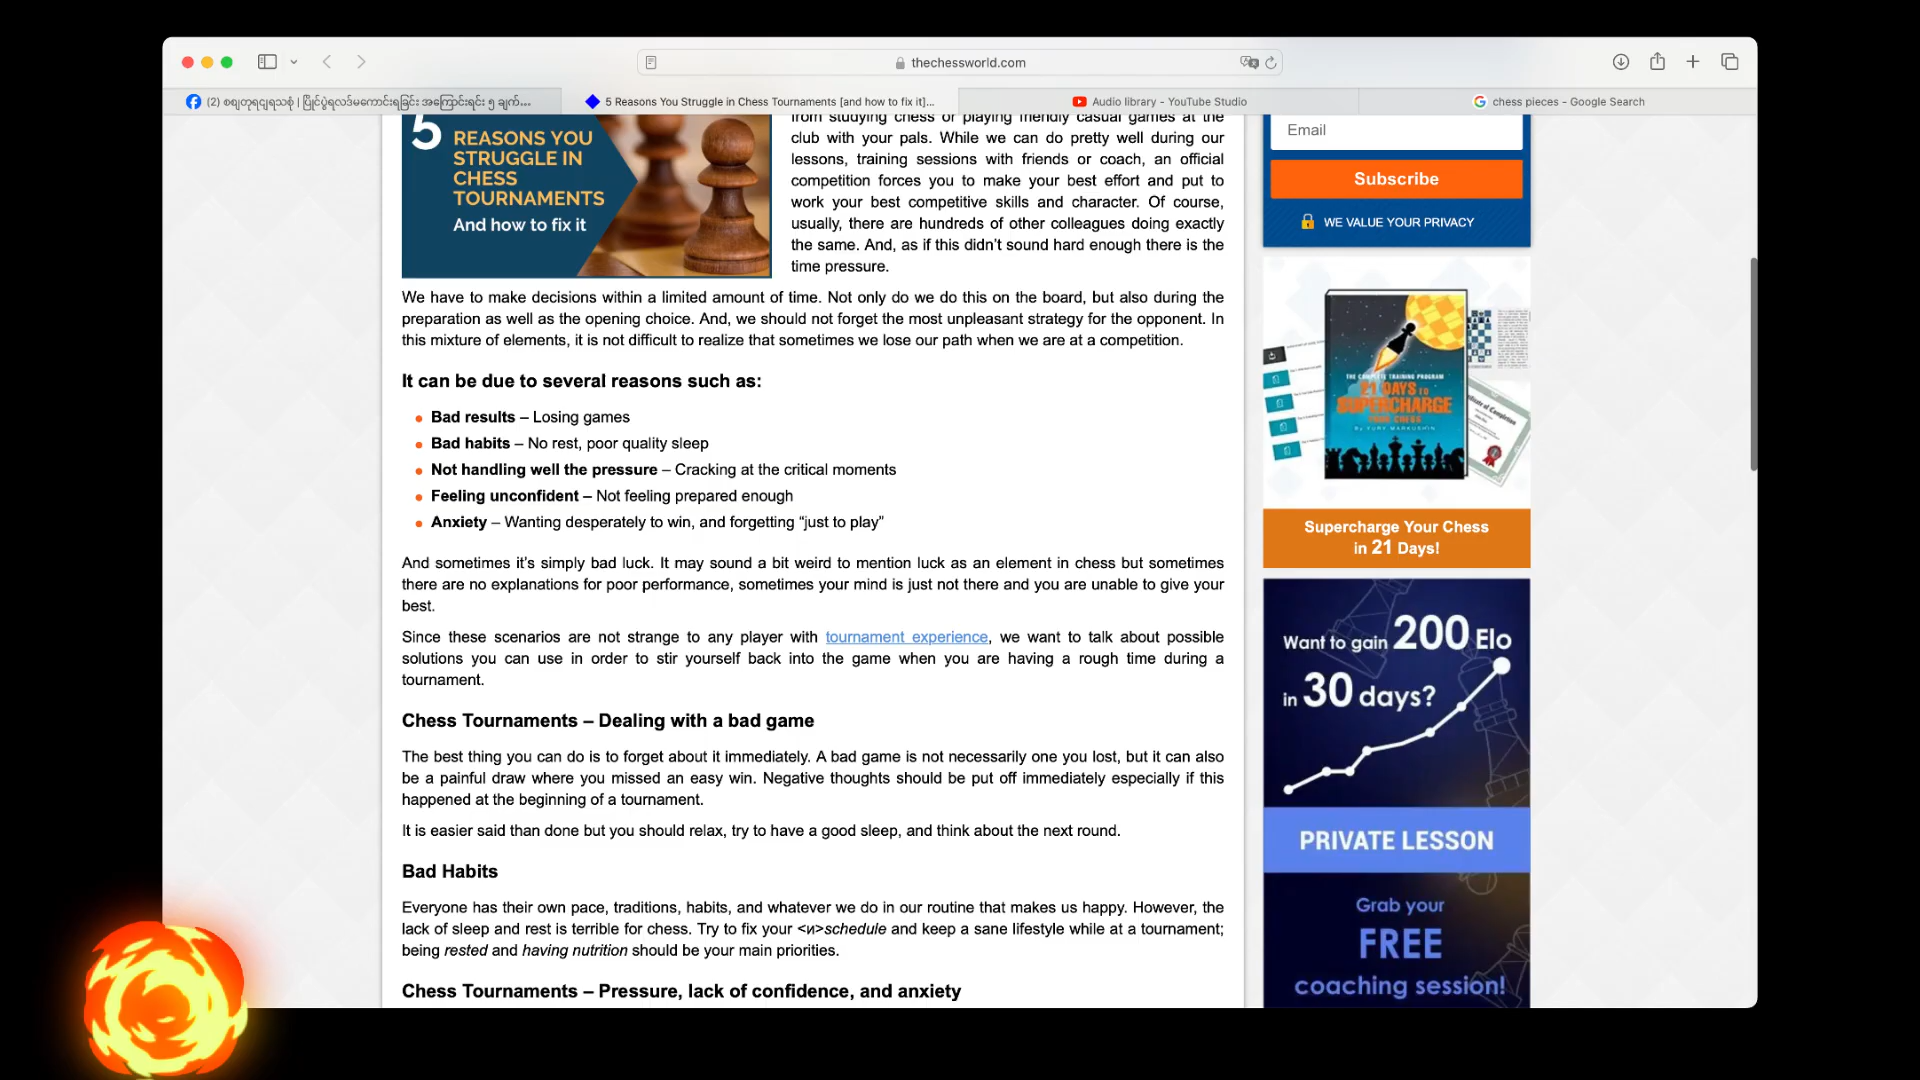 thechessworld.com
5 Reasons You Struggle in Chess Tournaments [and how to fix it]...
Audio library - YouTube Studio
chess pieces - Google Search
5 REASONS YOU
STRUGGLE IN
CHESS
TOURNAMENTS
And how to fix it
from studying chess or playing friendly casual games at the
club with your pals. While we can do pretty well during our
lessons, training sessions with friends or coach, an official
competition forces you to make your best effort and put to
work your best competitive skills and character. Of course,
usually, there are hundreds of other colleagues doing exactly
the same. And, as if this didn't sound hard enough there is the
time pressure.
We have to make decisions within a limited amount of time. Not only do we do this on the board, but also during the
preparation as well as the opening choice. And, we should not forget the most unpleasant strategy for the opponent. In
this mixture of elements, it is not difficult to realize that sometimes we lose our path when we are at a competition.
It can be due to several reasons such as:
Bad results – Losing games
Bad habits – No rest, poor quality sleep
Not handling well the pressure – Cracking at the critical moments
Feeling unconfident – Not feeling prepared enough
Anxiety – Wanting desperately to win, and forgetting “just to play”
And sometimes it's simply bad luck. It may sound a bit weird to mention luck as an element in chess but sometimes
there are no explanations for poor performance, sometimes your mind is just not there and you are unable to give your
best.
Since these scenarios are not strange to any player with tournament experience, we want to talk about possible
solutions you can use in order to stir yourself back into the game when you are having a rough time during a
tournament.
Chess Tournaments – Dealing with a bad game
The best thing you can do is to forget about it immediately. A bad game is not necessarily one you lost, but it can also
be a painful draw where you missed an easy win. Negative thoughts should be put off immediately especially if this
happened at the beginning of a tournament.
It is easier said than done but you should relax, try to have a good sleep, and think about the next round.
Bad Habits
Everyone has their own pace, traditions, habits, and whatever we do in our routine that makes us happy. However, the
lack of sleep and rest is terrible for chess. Try to fix your <и>schedule and keep a sane lifestyle while at a tournament;
being rested and having nutrition should be your main priorities.
Chess Tournaments – Pressure, lack of confidence, and anxiety
Email
Subscribe
WE VALUE YOUR PRIVACY
THE COMPLETE TRAINING PROGRAM
21 DAYS TO
SUPERCHARGE
YOUR CHESS
BY YURY MARKUSHIN
Supercharge Your Chess
in 21 Days!
Want to gain 200 Elo
in 30 days?
PRIVATE LESSON
Grab your
FREE
coaching session!